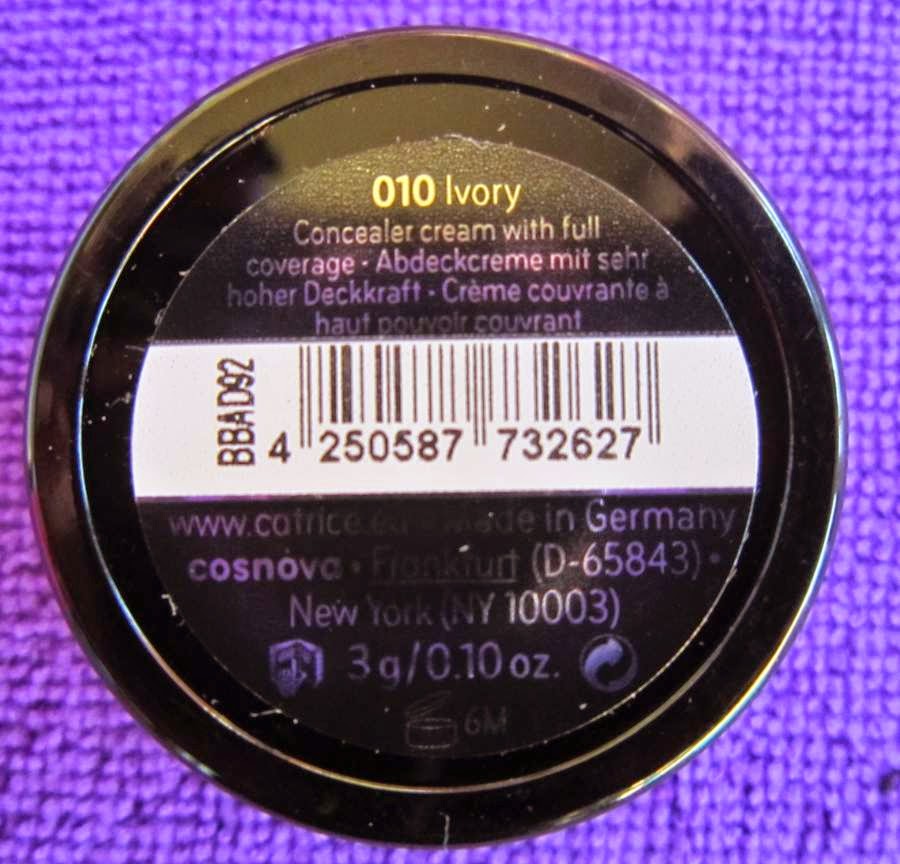 010 Ivory
Concealer cream with full
coverage · Abdeckcreme mit sehr
hoher Deckkraft · Crème couvrante à
haut pouvoir couvrant
BBAD92
4 250587 732627
www.catrice.eu · Made in Germany
cosnova · Frankfurt (D-65843) ·
New York (NY 10003)
3 g/0.10 oz.
6M